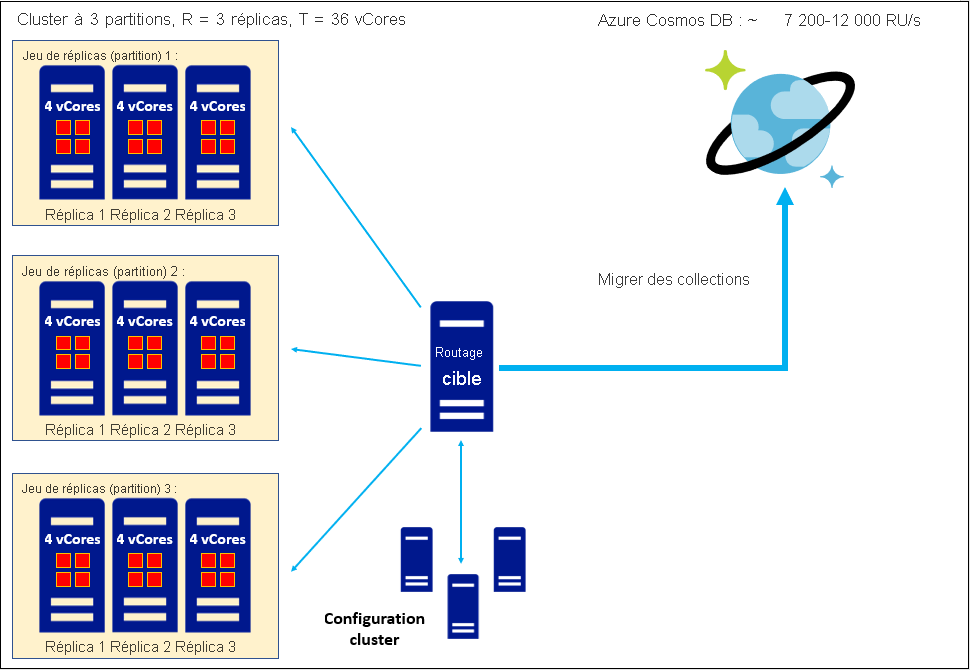 Cluster à 3 partitions, R = 3 réplicas, T = 36 vCores
Azure Cosmos DB : ~ 7 200-12 000 RU/s
Jeu de réplicas (partition) 1 :
4 vCores 4 vCores 4 vCores
Réplica 1 Réplica 2 Réplica 3
Jeu de réplicas (partition) 2 :
4 vCores 4 vCores 4 vCores
Réplica 1 Réplica 2 Réplica 3
Migrer des collections
Routage
cible
Jeu de réplicas (partition) 3 :
4 vCores 4 vCores 4 vCores
Réplica 1 Réplica 2 Réplica 3
Configuration
cluster